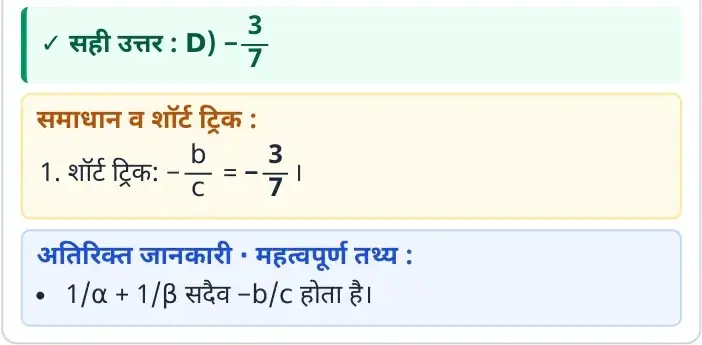 ✓ सही उत्तर : D) −3/7
समाधान व शॉर्ट ट्रिक :
1. शॉर्ट ट्रिक: −b/c = −3/7 ।
अतिरिक्त जानकारी · महत्वपूर्ण तथ्य :
• 1/α + 1/β सदैव −b/c होता है।